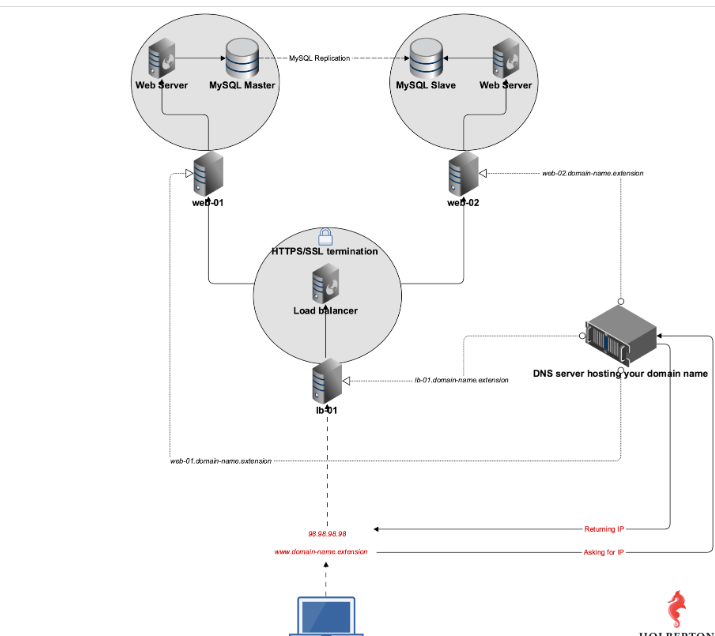 MySQL Replication
Web Server
MySQL Master
MySQL Slave
Web Server
web-01
web-02
web-02.domain-name.extension
HTTPS/SSL termination
Load balancer
DNS server hosting your domain name
lb-01.domain-name.extension
lb-01
web-01.domain-name.extension
98.98.98.98
Returning IP
www.domain-name.extension
Asking for IP
HOLBERTON